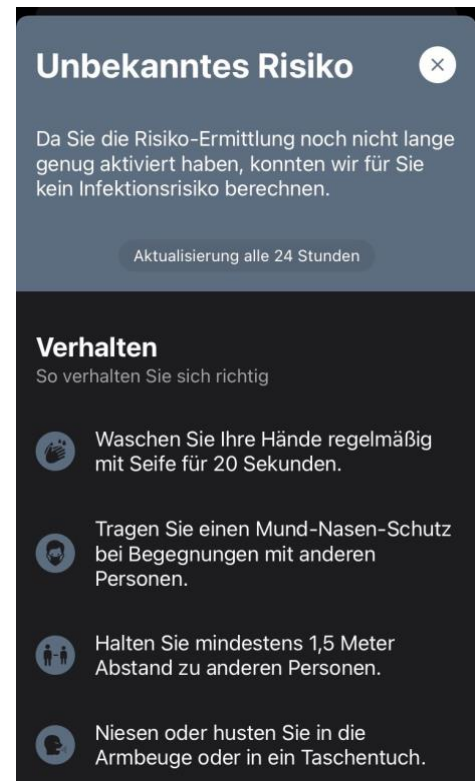 Unbekanntes Risiko
Da Sie die Risiko-Ermittlung noch nicht lange
genug aktiviert haben, konnten wir für Sie
kein Infektionsrisiko berechnen.
Aktualisierung alle 24 Stunden
Verhalten
So verhalten Sie sich richtig
Waschen Sie Ihre Hände regelmäßig
mit Seife für 20 Sekunden.
Tragen Sie einen Mund-Nasen-Schutz
bei Begegnungen mit anderen
Personen.
Halten Sie mindestens 1,5 Meter
Abstand zu anderen Personen.
Niesen oder husten Sie in die
Armbeuge oder in ein Taschentuch.